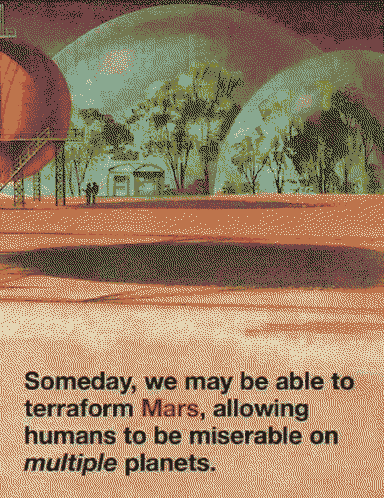 Someday, we may be able to
terraform Mars, allowing
humans to be miserable on
multiple planets.